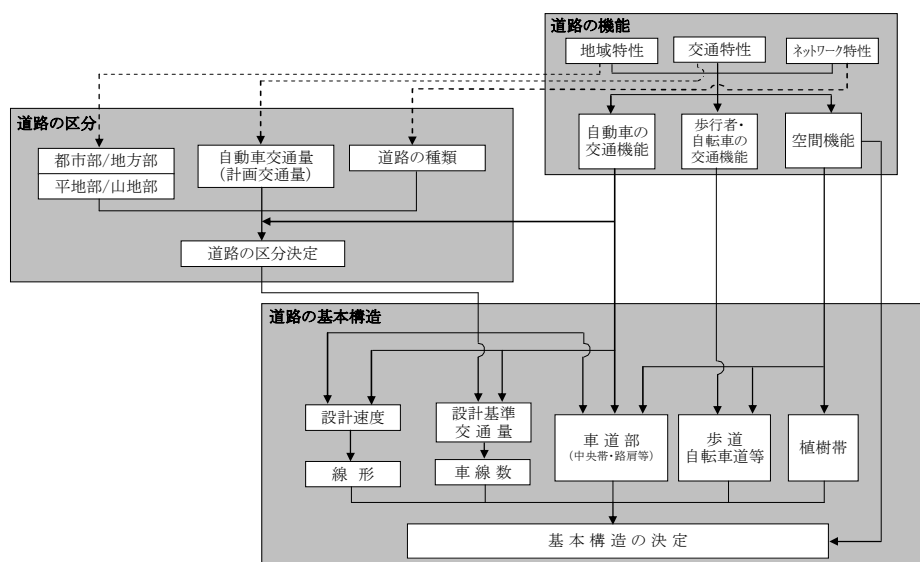 道路の機能
地域特性
交通特性
ネットワーク特性
自動車の
交通機能
歩行者・
自転車の
交通機能
空間機能
道路の区分
都市部/地方部
平地部/山地部
自動車交通量
(計画交通量)
道路の種類
道路の区分決定
道路の基本構造
設計速度
設計基準
交通量
車道部
(中央帯・路肩等)
歩道
自転車道等
植樹帯
線形
車線数
基本構造の決定